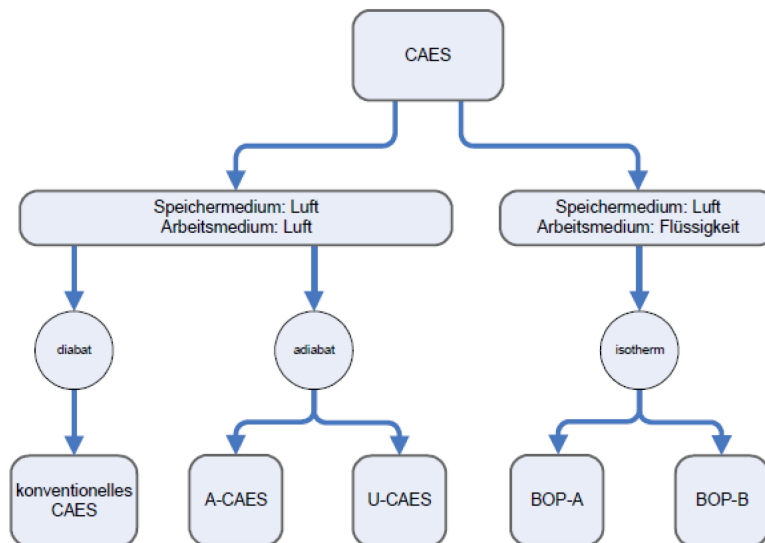 CAES
Speichermedium: Luft
Arbeitsmedium: Luft
Speichermedium: Luft
Arbeitsmedium: Flüssigkeit
diabat
adiabat
isotherm
konventionelles
CAES
A-CAES
U-CAES
BOP-A
BOP-B